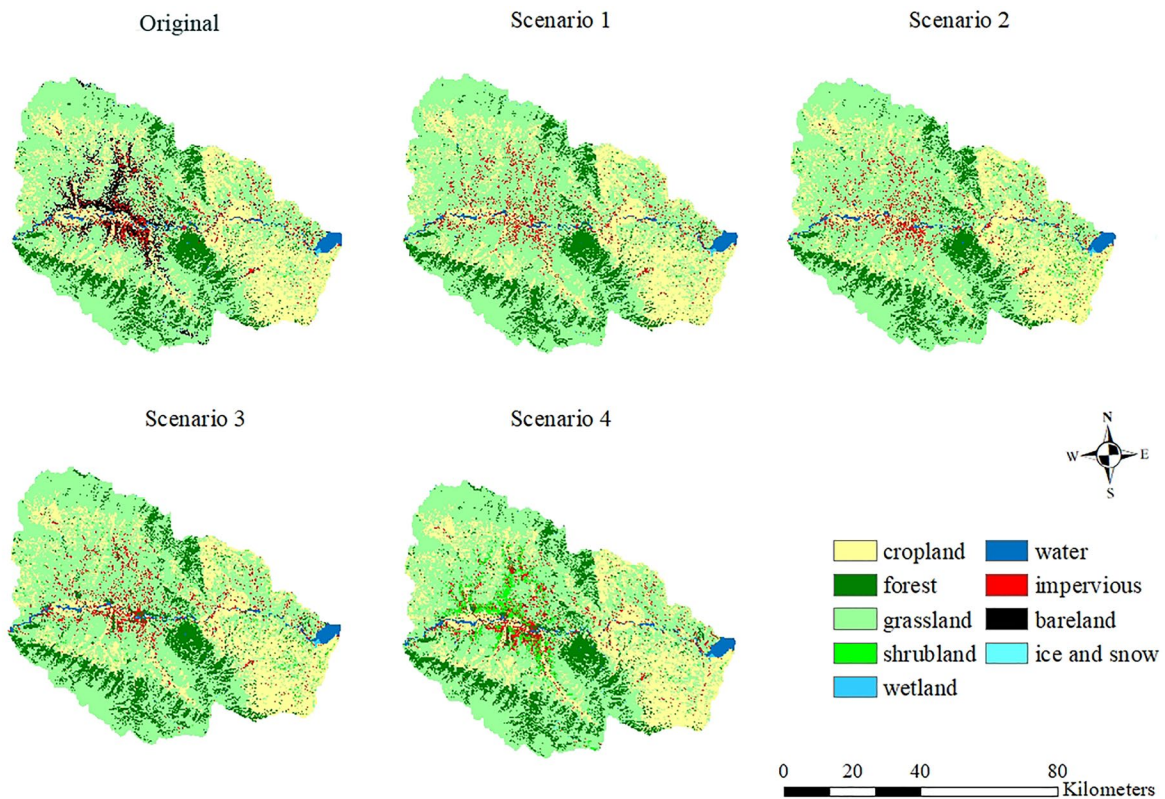 Original
Scenario 1
Scenario 2
Scenario 3
Scenario 4
N
W E
S
cropland
forest
grassland
shrubland
wetland
water
impervious
bareland
ice and snow
0 20 40 80
Kilometers